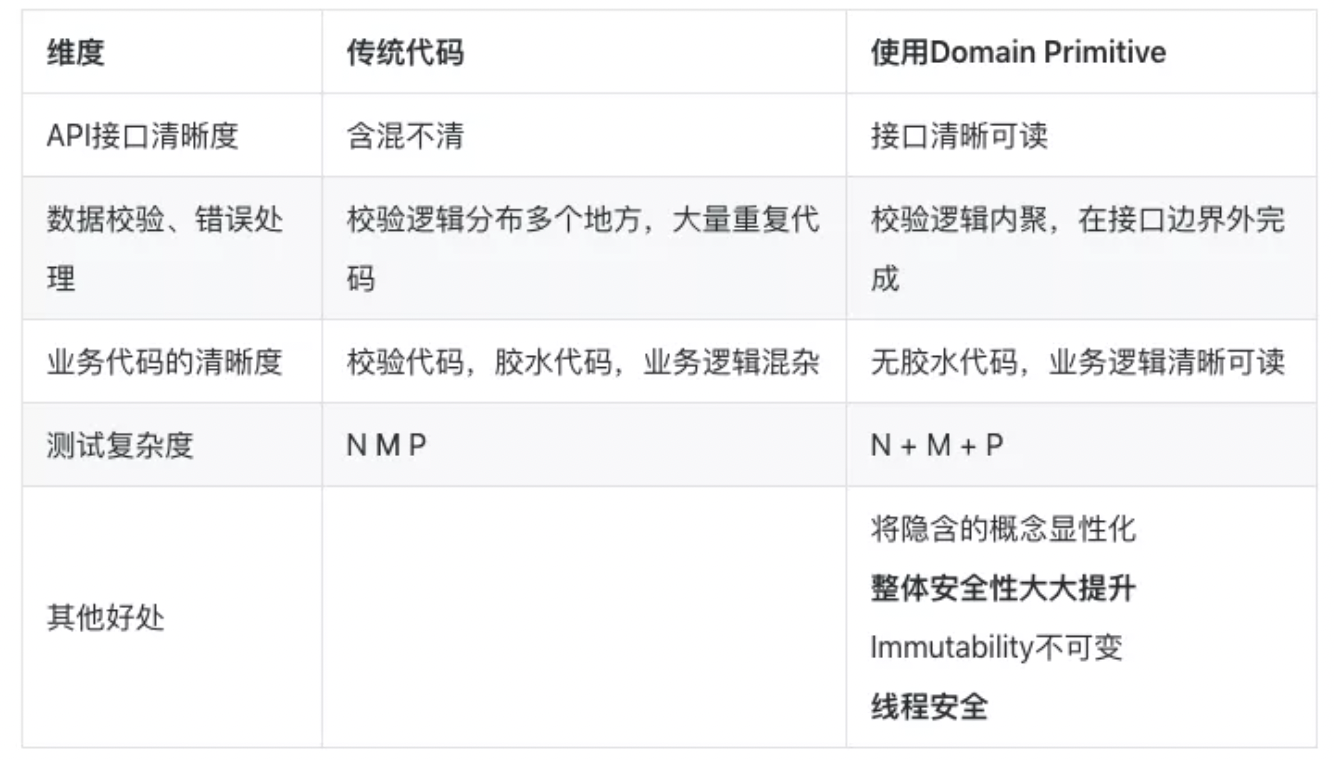 维度
传统代码
使用Domain Primitive
API接口清晰度
含混不清
接口清晰可读
数据校验、错误处
理
校验逻辑分布多个地方，大量重复代
码
校验逻辑内聚，在接口边界外完
成
业务代码的清晰度
校验代码，胶水代码，业务逻辑混杂
无胶水代码，业务逻辑清晰可读
测试复杂度
N M P
N + M + P
其他好处
将隐含的概念显性化
整体安全性大大提升
Immutability不可变
线程安全